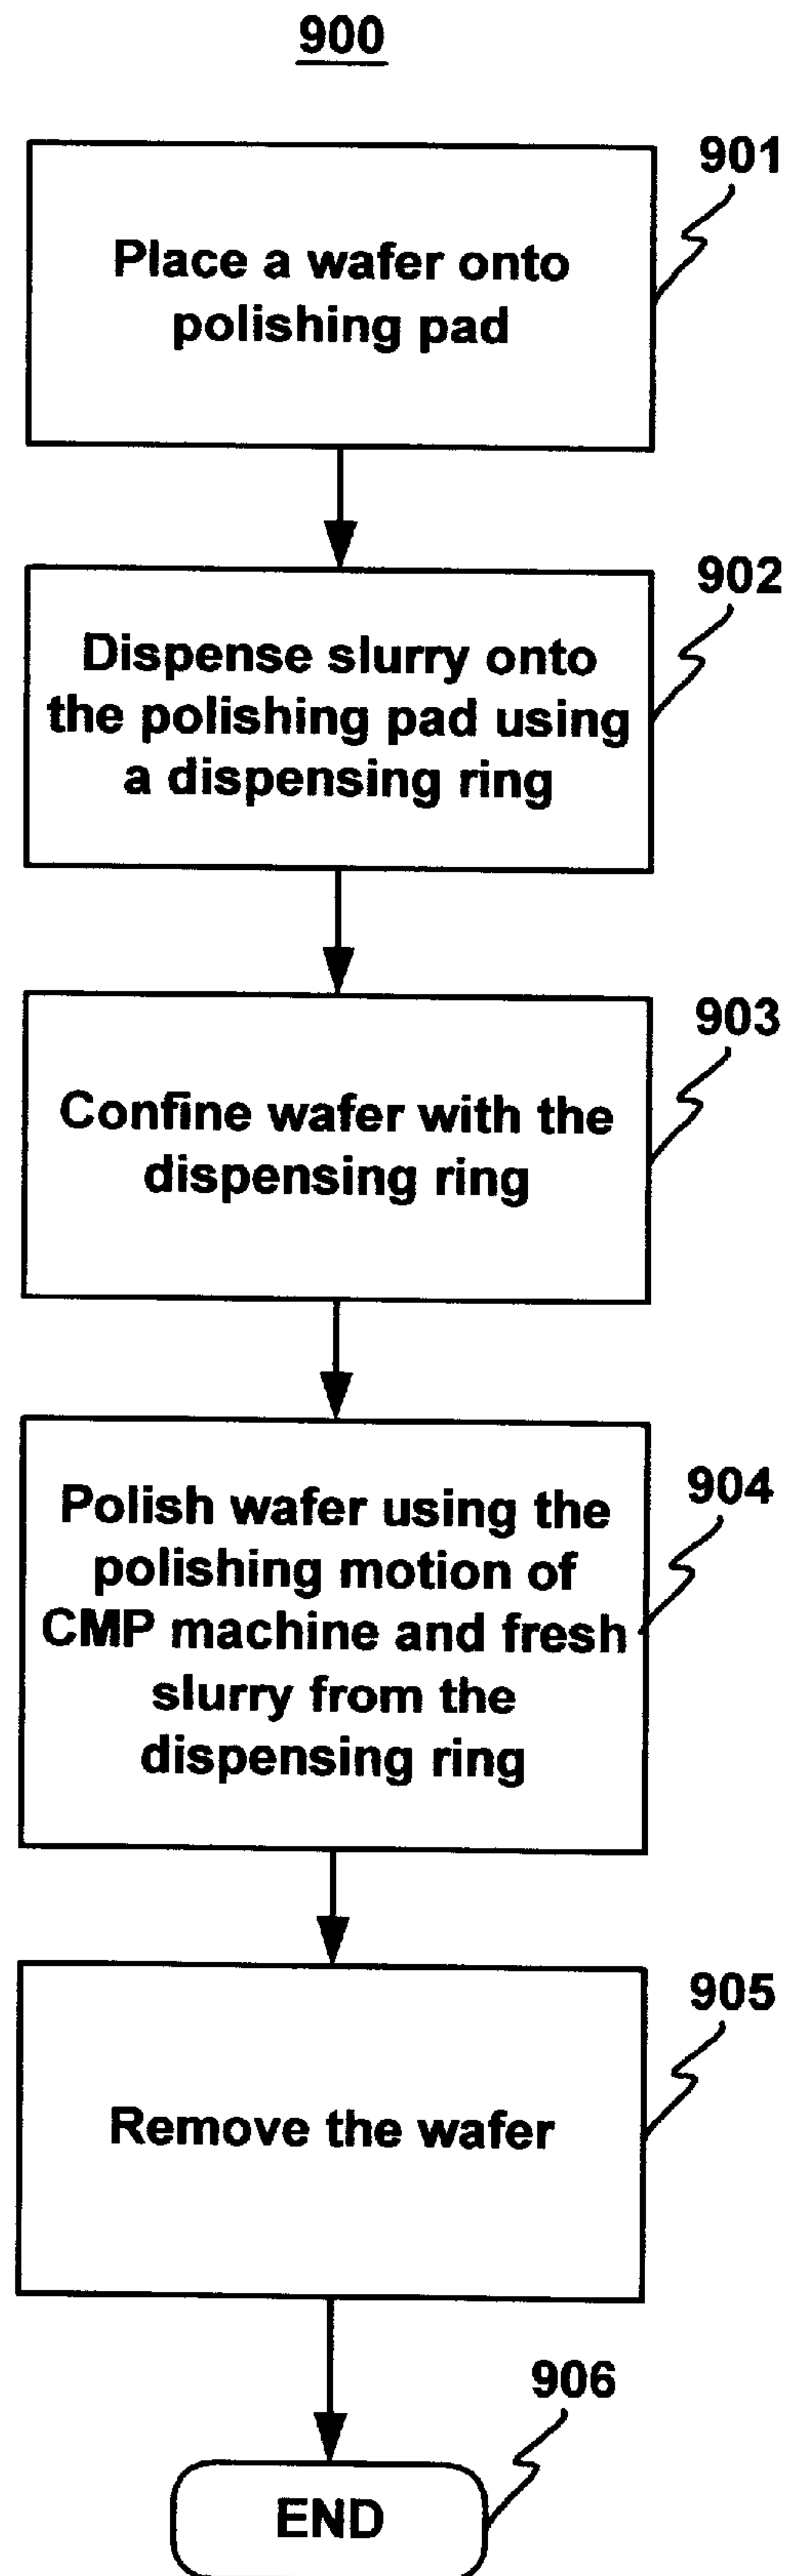 900
901
Place a wafer onto
polishing pad
902
Dispense slurry onto
the polishing pad using
a dispensing ring
903
Confine wafer with the
dispensing ring
904
Polish wafer using the
polishing motion of
CMP machine and fresh
slurry from the
dispensing ring
905
Remove the wafer
906
END